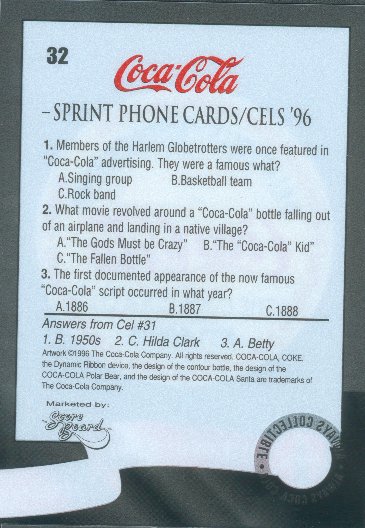 32
Coca-Cola
– SPRINT PHONE CARDS/CELS '96
1. Members of the Harlem Globetrotters were once featured in
"Coca-Cola" advertising. They were a famous what?
A.Singing group B.Basketball team
C.Rock band
2. What movie revolved around a "Coca-Cola" bottle falling out
of an airplane and landing in a native village?
A."The Gods Must be Crazy" B."The "Coca-Cola" Kid"
C."The Fallen Bottle"
3. The first documented appearance of the now famous
"Coca-Cola" script occurred in what year?
A.1886 B.1887 C.1888
Answers from Cel #31
1. B. 1950s 2. C. Hilda Clark 3. A. Betty
Artwork ©1996 The Coca-Cola Company. All rights reserved. COCA-COLA, COKE,
the Dynamic Ribbon device, the design of the contour bottle, the design of the
COCA-COLA Polar Bear, and the design of the COCA-COLA Santa are trademarks of
The Coca-Cola Company.
Marketed by:
Score
Board
COLLECTIBLE